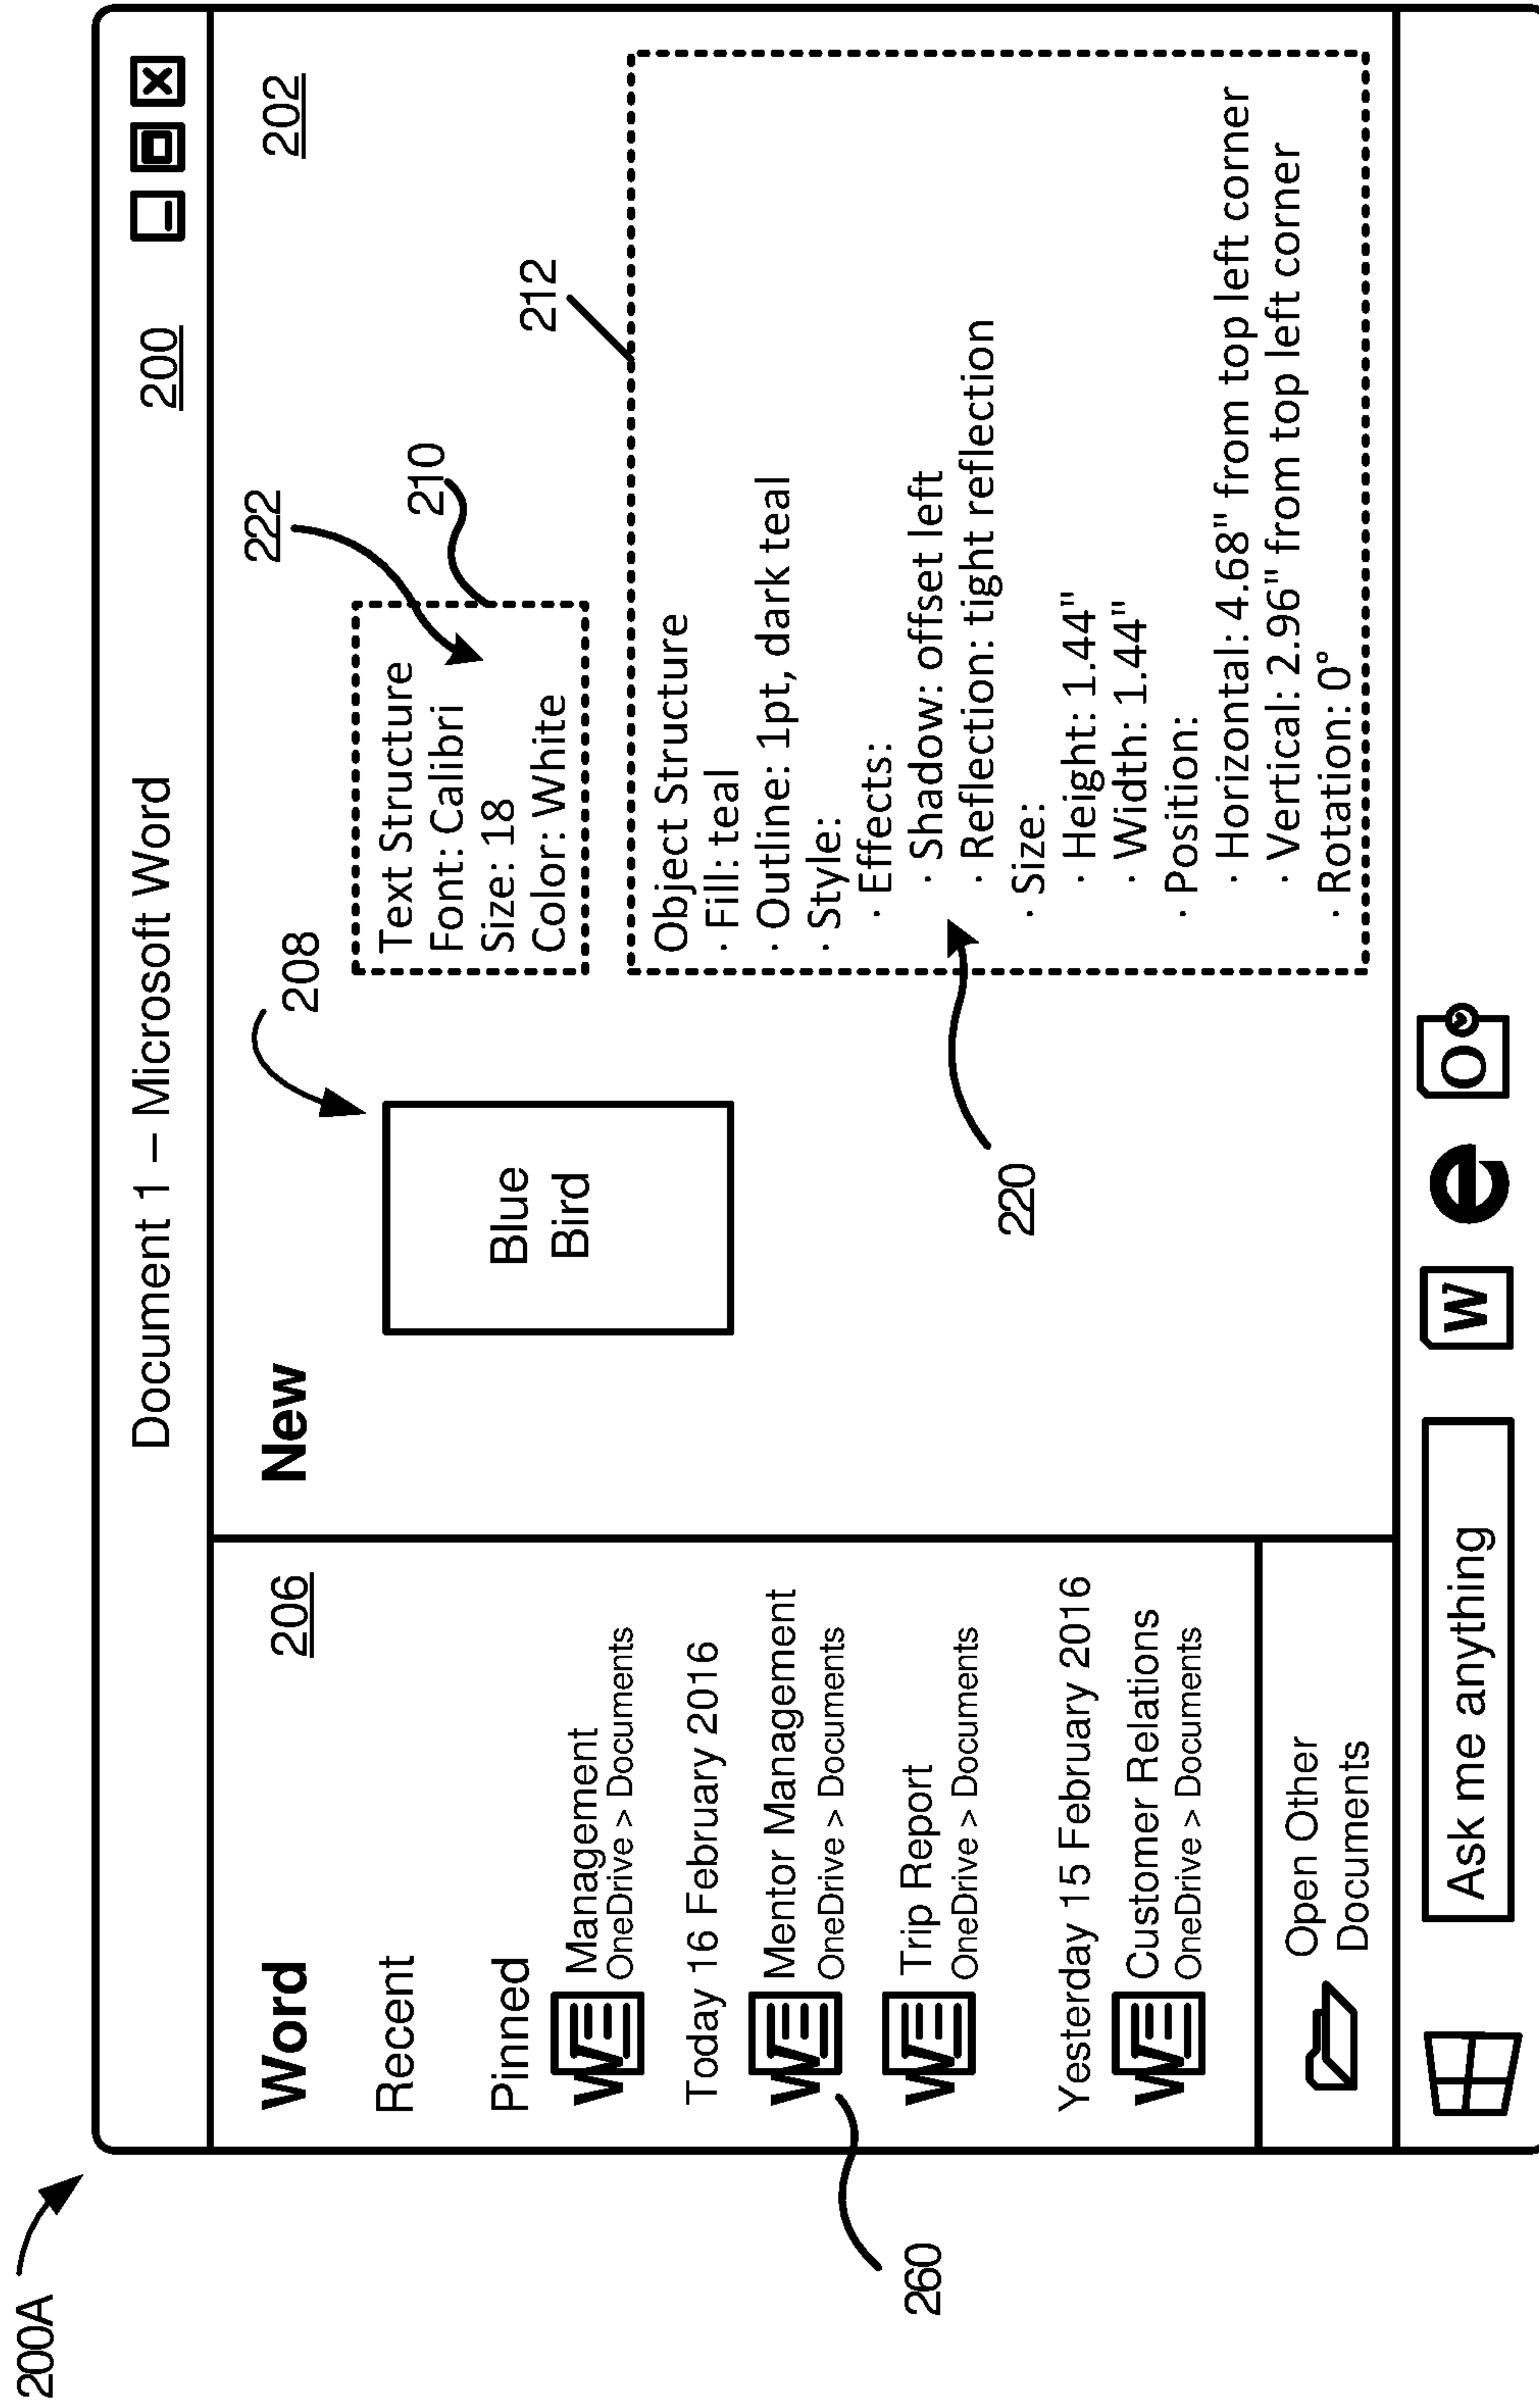 200A
Document 1 – Microsoft Word
200
Word
206
Recent
Pinned
W
Management
OneDrive > Documents
Today 16 February 2016
W
Mentor Management
OneDrive > Documents
260
W
Trip Report
OneDrive > Documents
Yesterday 15 February 2016
W
Customer Relations
OneDrive > Documents
Open Other
Documents
New
202
208
Blue
Bird
222
210
Text Structure
Font: Calibri
Size: 18
Color: White
212
Object Structure
· Fill: teal
· Outline: 1pt, dark teal
· Style:
· Effects:
· Shadow: offset left
· Reflection: tight reflection
· Size:
· Height: 1.44"
· Width: 1.44"
· Position:
· Horizontal: 4.68" from top left corner
· Vertical: 2.96" from top left corner
· Rotation: 0°
220
Ask me anything
W
e
O